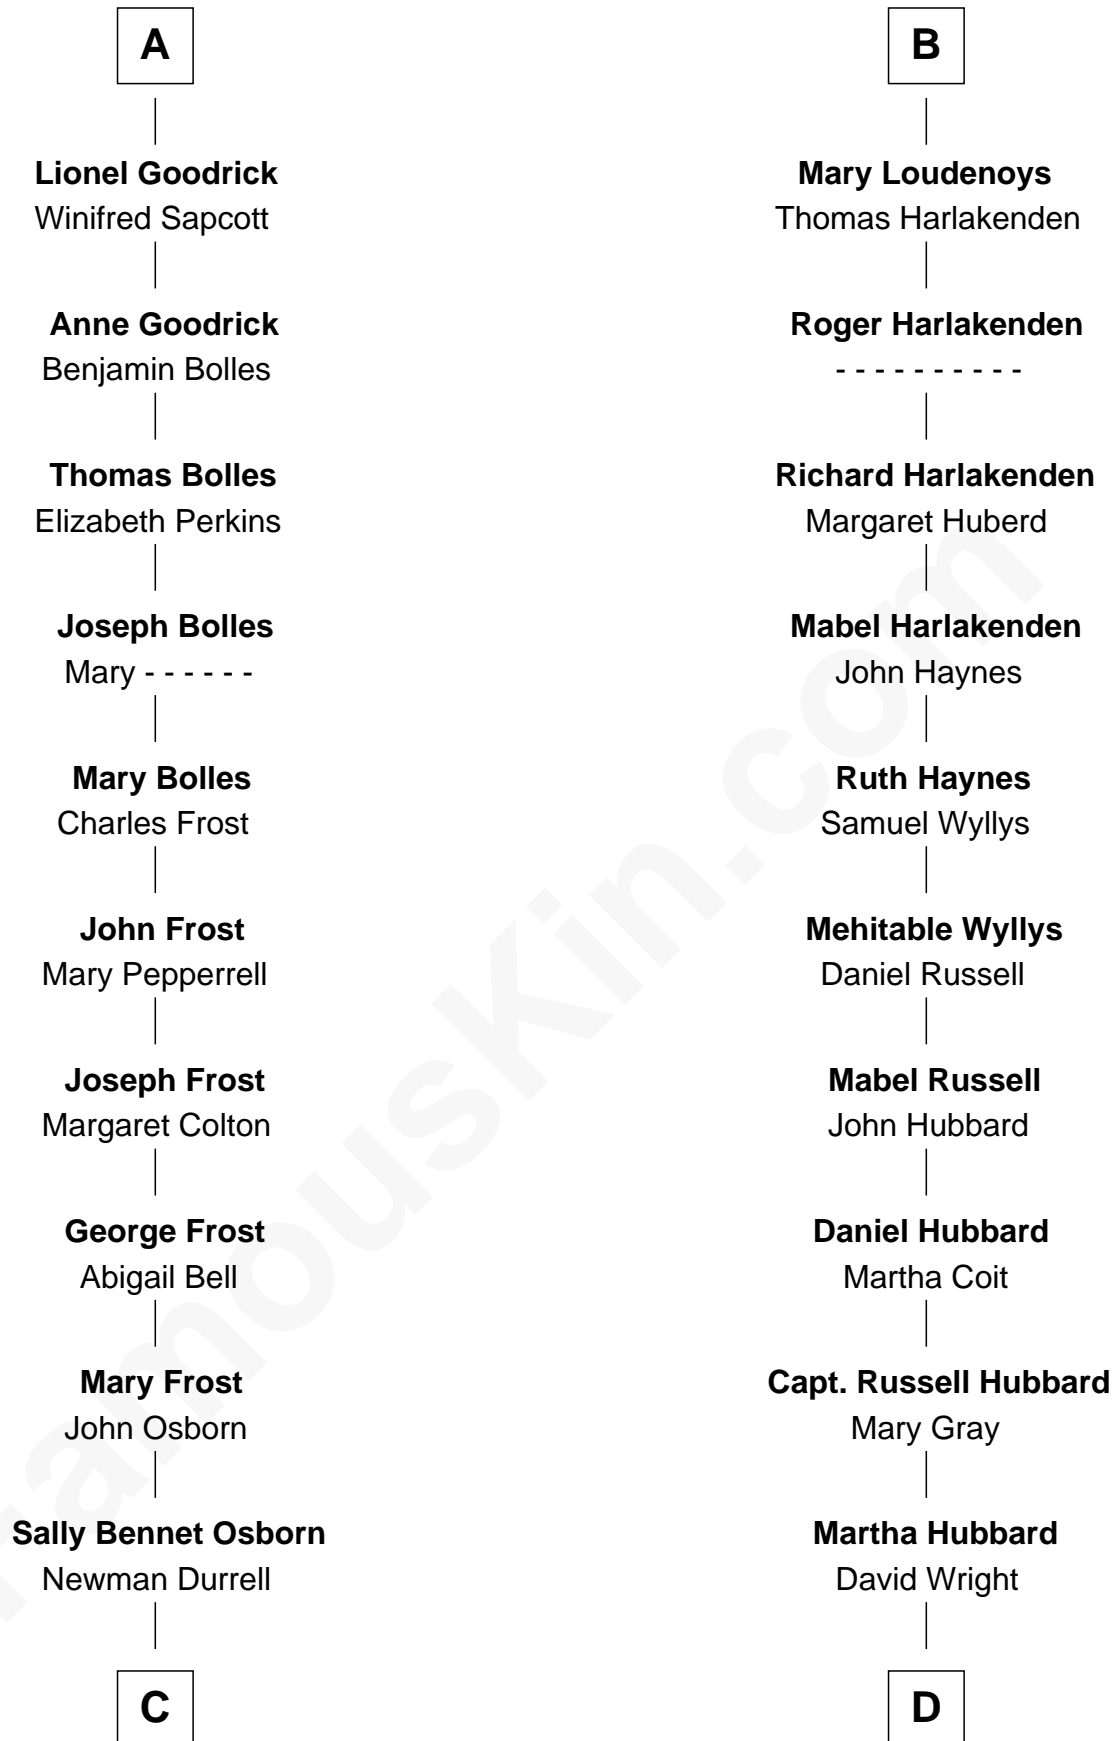 A
Lionel Goodrick
Winifred Sapcott
Anne Goodrick
Benjamin Bolles
Thomas Bolles
Elizabeth Perkins
Joseph Bolles
Mary - - - - - -
Mary Bolles
Charles Frost
John Frost
Mary Pepperrell
Joseph Frost
Margaret Colton
George Frost
Abigail Bell
Mary Frost
John Osborn
Sally Bennet Osborn
Newman Durrell
C
B
Mary Loudenoys
Thomas Harlakenden
Roger Harlakenden
- - - - - - - - - -
Richard Harlakenden
Margaret Huberd
Mabel Harlakenden
John Haynes
Ruth Haynes
Samuel Wyllys
Mehitable Wyllys
Daniel Russell
Mabel Russell
John Hubbard
Daniel Hubbard
Martha Coit
Capt. Russell Hubbard
Mary Gray
Martha Hubbard
David Wright
D
FamousKin.com